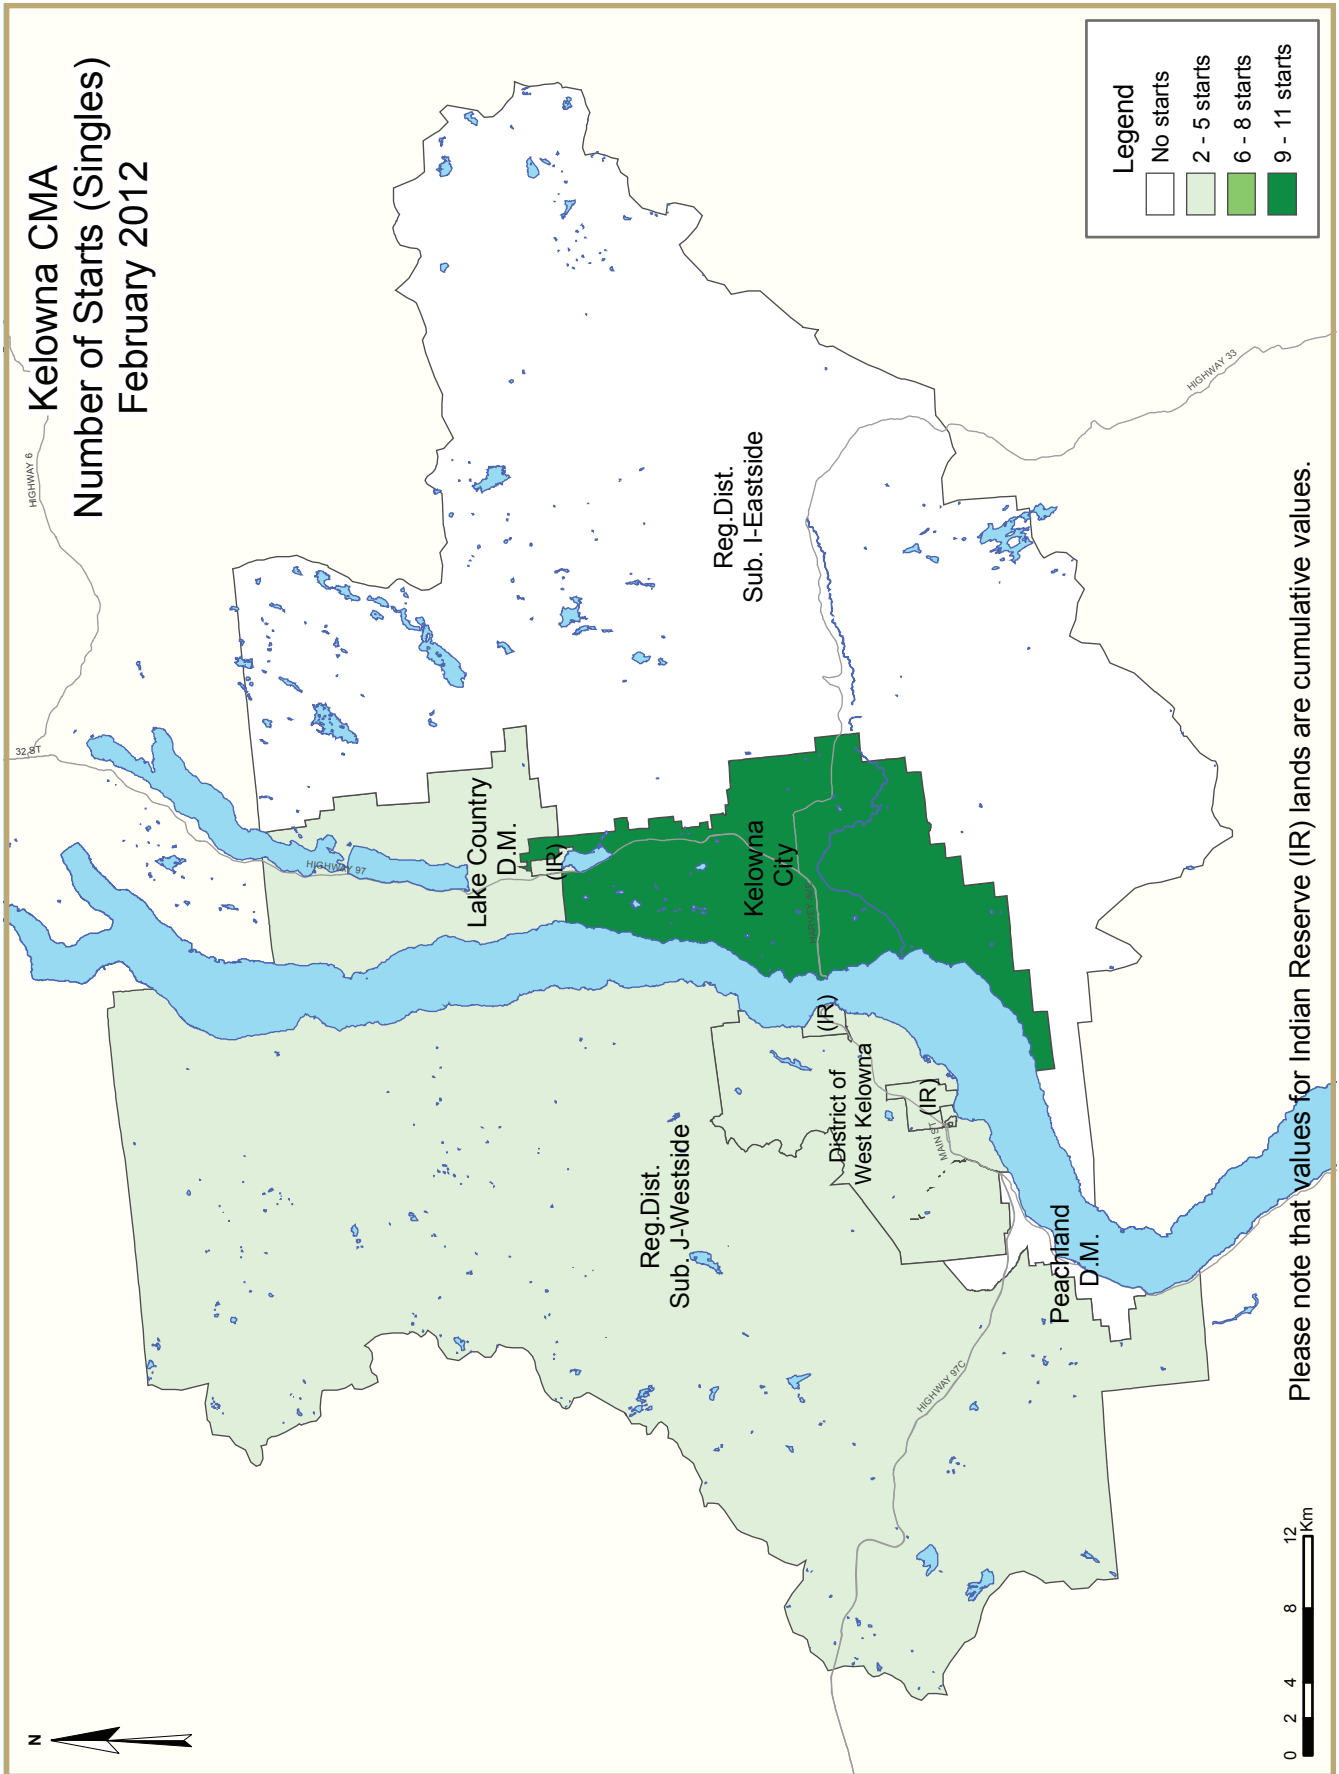 Kelowna CMA
Number of Starts (Singles)
February 2012
N
HIGHWAY 6
32 ST
HIGHWAY 97
Lake Country
D.M.
(IR)
Reg.Dist.
Sub. I-Eastside
Kelowna
City
(IR)
Reg.Dist.
Sub. J-Westside
District of
West Kelowna
(IR)
MAIN ST
Peachland
D.M.
HIGHWAY 97C
HIGHWAY 33
Legend
No starts
2 - 5 starts
6 - 8 starts
9 - 11 starts
0 2 4 8 12
Km
Please note that values for Indian Reserve (IR) lands are cumulative values.